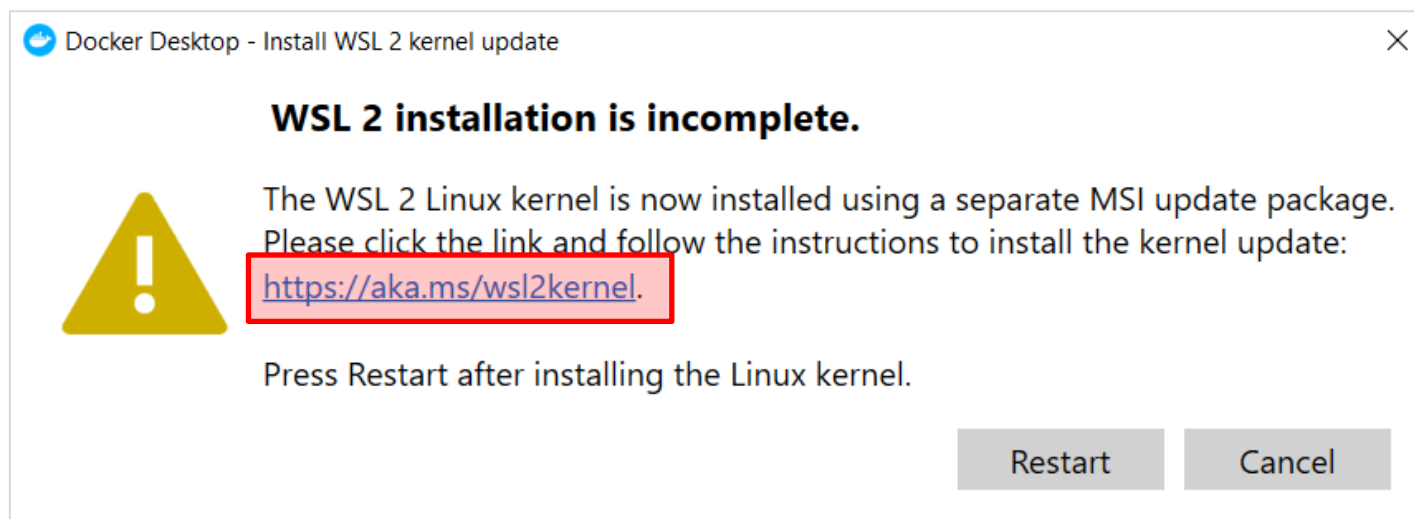 Docker Desktop - Install WSL 2 kernel update
WSL 2 installation is incomplete.
The WSL 2 Linux kernel is now installed using a separate MSI update package.
Please click the link and follow the instructions to install the kernel update:
https://aka.ms/wsl2kernel.
Press Restart after installing the Linux kernel.
Restart Cancel